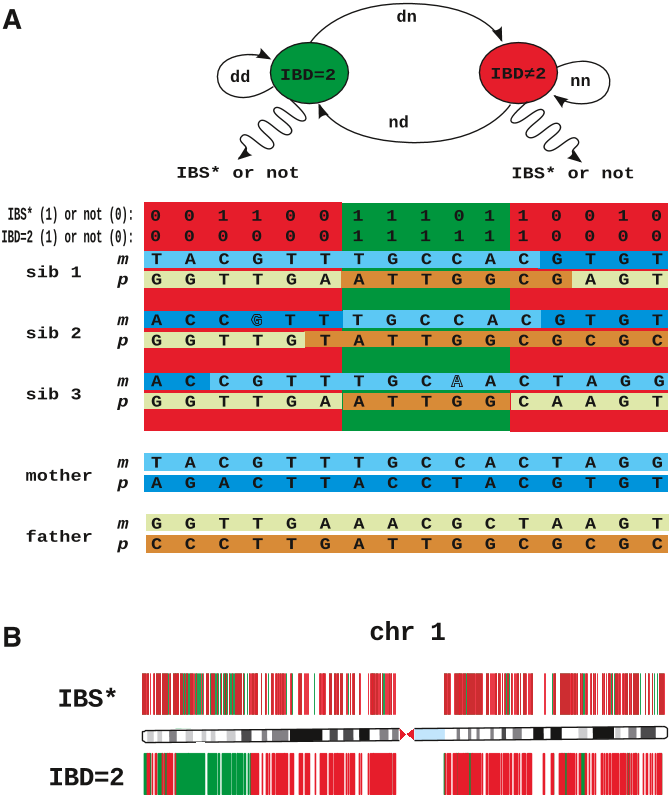 A
dn
dd
IBD=2
IBD≠2
nn
nd
IBS* or not
IBS* or not
IBS* (1) or not (0): 0 0 1 1 0 0 1 1 1 0 1 1 0 0 1 0
IBD=2 (1) or not (0): 0 0 0 0 0 0 1 1 1 1 1 1 0 0 0 0
sib 1
m T A C G T T T G C C A C G T G T
p G G T T G A A T T G G C G A G T
sib 2
m A C C G T T T G C C A C G T G T
p G G T T G T A T T G G C G C G C
sib 3
m A C C G T T T G C A A C T A G G
p G G T T G A A T T G G C A A G T
mother
m T A C G T T T G C C A C T A G G
p A G A C T T A C C T A C G T G T
father
m G G T T G A A A C G C T A A G T
p C C C T T G A T T G G C G C G C
B
chr 1
IBS*
IBD=2